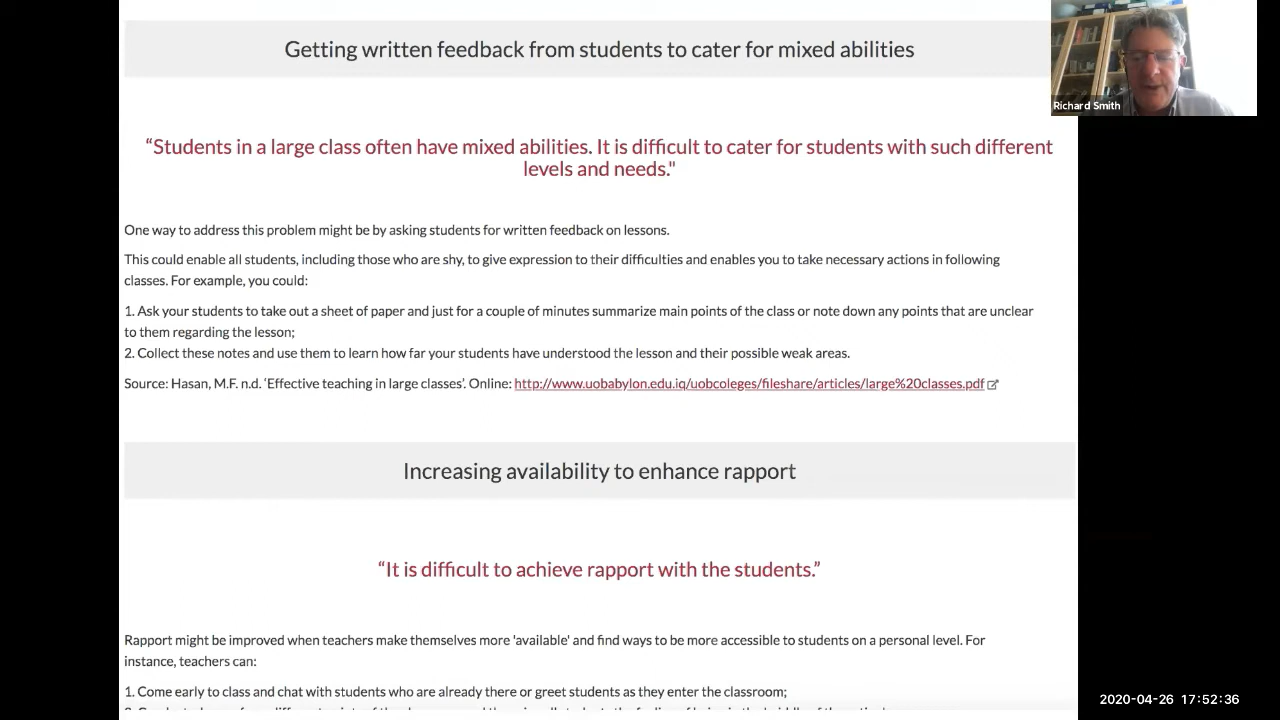 Getting written feedback from students to cater for mixed abilities
Richard Smith
“Students in a large class often have mixed abilities. It is difficult to cater for students with such different
levels and needs."
One way to address this problem might be by asking students for written feedback on lessons.
This could enable all students, including those who are shy, to give expression to their difficulties and enables you to take necessary actions in following
classes. For example, you could:
1. Ask your students to take out a sheet of paper and just for a couple of minutes summarize main points of the class or note down any points that are unclear
to them regarding the lesson;
2. Collect these notes and use them to learn how far your students have understood the lesson and their possible weak areas.
Source: Hasan, M.F. n.d. ‘Effective teaching in large classes’. Online: http://www.uobabylon.edu.iq/uobcoleges/fileshare/articles/large%20classes.pdf
Increasing availability to enhance rapport
“It is difficult to achieve rapport with the students.”
Rapport might be improved when teachers make themselves more 'available' and find ways to be more accessible to students on a personal level. For
instance, teachers can:
1. Come early to class and chat with students who are already there or greet students as they enter the classroom;
2020-04-26 17:52:36